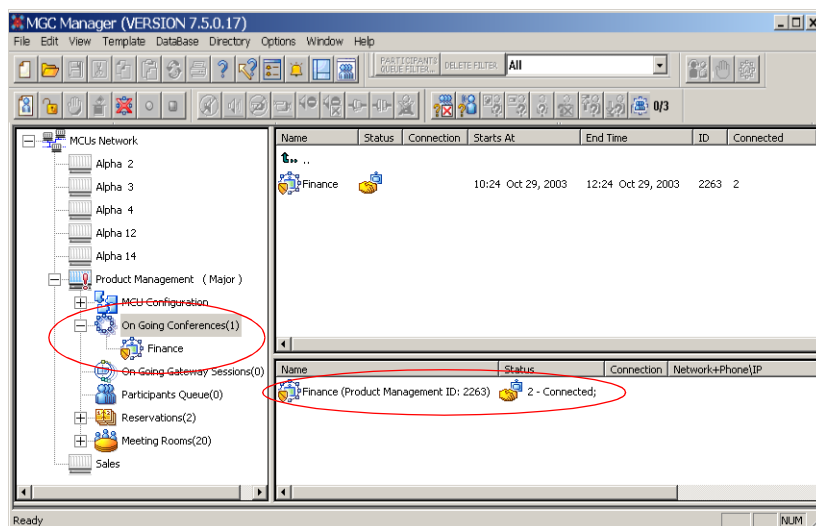 MGC Manager (VERSION 7.5.0.17)
File Edit View Template DataBase Directory Options Window Help
PARTICIPANTS QUEUE FILTER... DELETE FILTER All
0/3
MCUs Network
Alpha 2
Alpha 3
Alpha 4
Alpha 12
Alpha 14
Product Management ( Major )
MCU Configuration
On Going Conferences(1)
Finance
On Going Gateway Sessions(0)
Participants Queue(0)
Reservations(2)
Meeting Rooms(20)
Sales
Name Status Connection Starts At End Time ID Connected
..
Finance 10:24 Oct 29, 2003 12:24 Oct 29, 2003 2263 2
Name Status Connection Network+Phone\IP
Finance (Product Management ID: 2263) 2 - Connected;
Ready NUM